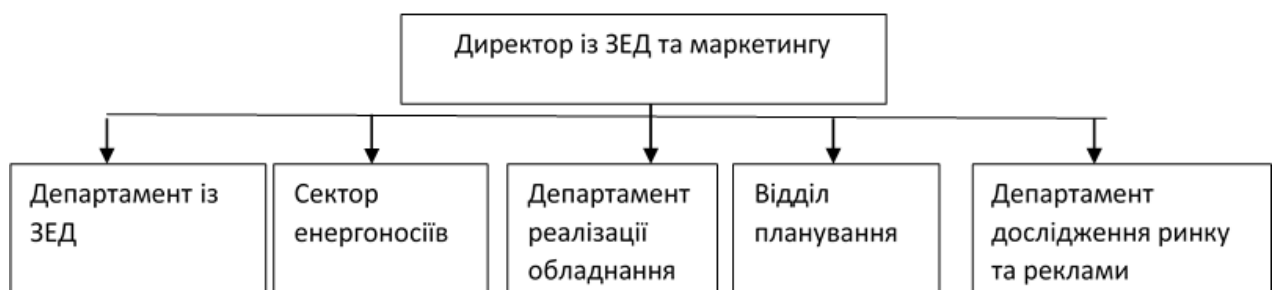 Директор із ЗЕД та маркетингу
Департамент із
ЗЕД
Сектор
енергоносіїв
Департамент
реалізації
обладнання
Відділ
планування
Департамент
дослідження ринку
та реклами